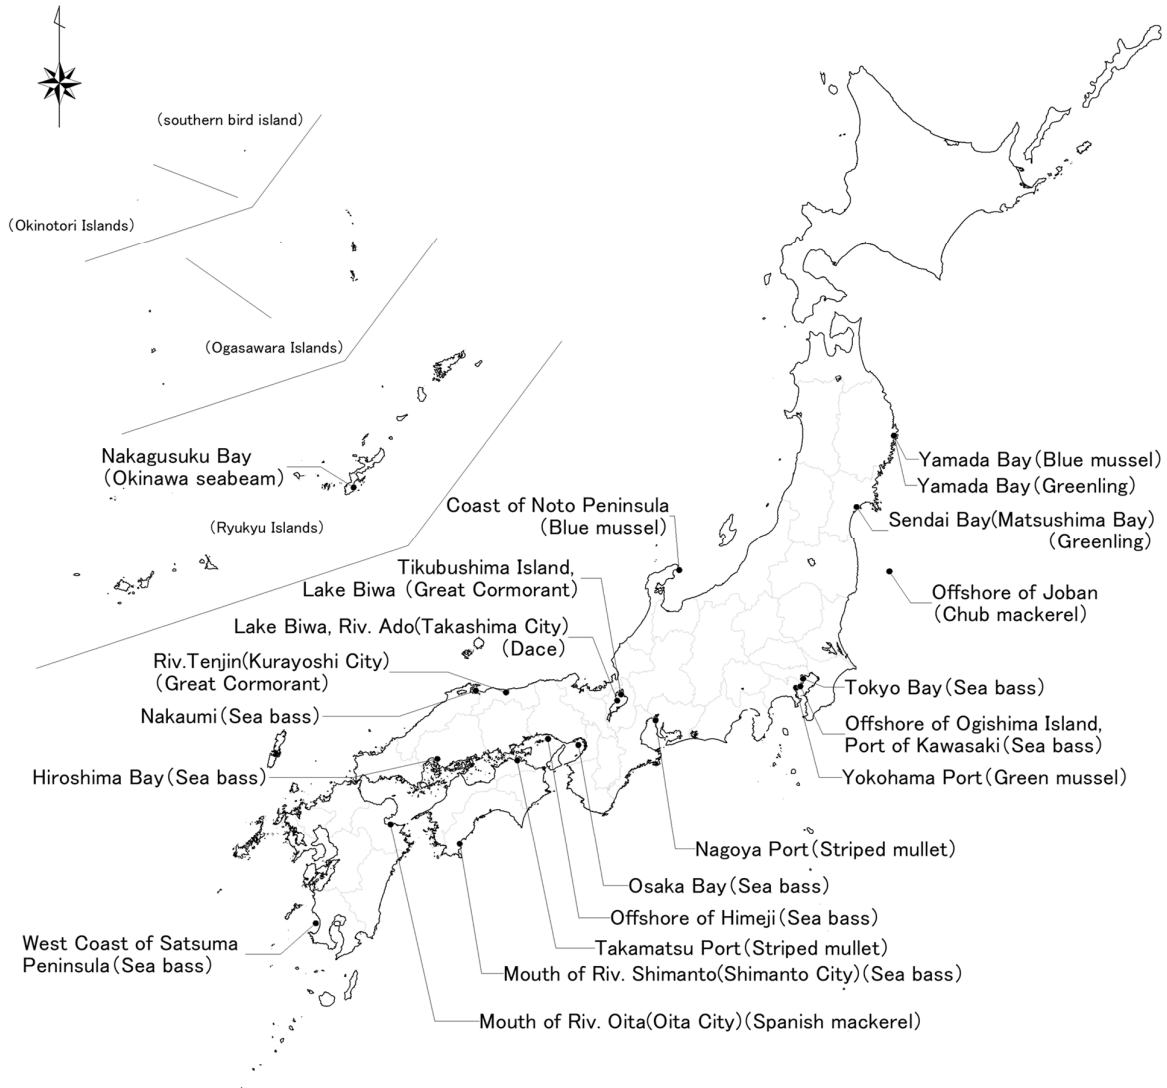 (southern bird island)
(Okinotori Islands)
(Ogasawara Islands)
Nakagusuku Bay
(Okinawa seabeam)
(Ryukyu Islands)
Yamada Bay(Blue mussel)
Yamada Bay(Greenling)
Coast of Noto Peninsula
(Blue mussel)
Sendai Bay(Matsushima Bay)
(Greenling)
Tikubushima Island,
Lake Biwa (Great Cormorant)
Offshore of Joban
(Chub mackerel)
Lake Biwa, Riv. Ado(Takashima City)
(Dace)
Riv.Tenjin(Kurayoshi City)
(Great Cormorant)
Tokyo Bay(Sea bass)
Nakaumi(Sea bass)
Offshore of Ogishima Island,
Port of Kawasaki(Sea bass)
Hiroshima Bay(Sea bass)
Yokohama Port(Green mussel)
Nagoya Port(Striped mullet)
Osaka Bay(Sea bass)
Offshore of Himeji(Sea bass)
West Coast of Satsuma
Peninsula(Sea bass)
Takamatsu Port(Striped mullet)
Mouth of Riv. Shimanto(Shimanto City)(Sea bass)
Mouth of Riv. Oita(Oita City)(Spanish mackerel)